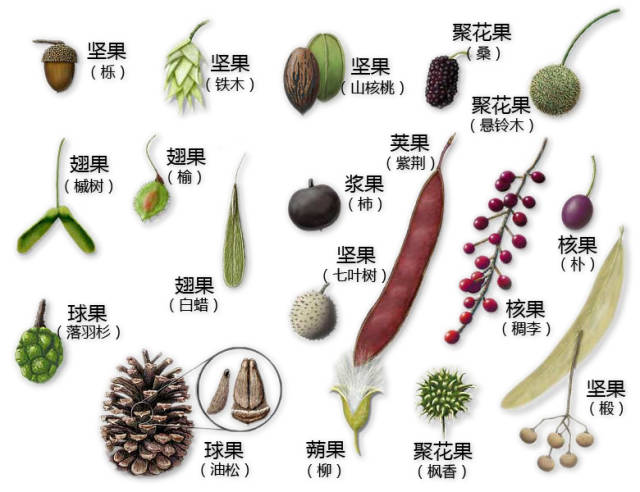 坚果
（栎）
坚果
（铁木）
坚果
（山核桃）
聚花果
（桑）
聚花果
（悬铃木）
翅果
（槭树）
翅果
（榆）
翅果
（白蜡）
浆果
（柿）
荚果
（紫荆）
坚果
（七叶树）
核果
（稠李）
核果
（朴）
球果
（落羽杉）
球果
（油松）
蒴果
（柳）
聚花果
（枫香）
坚果
（椴）